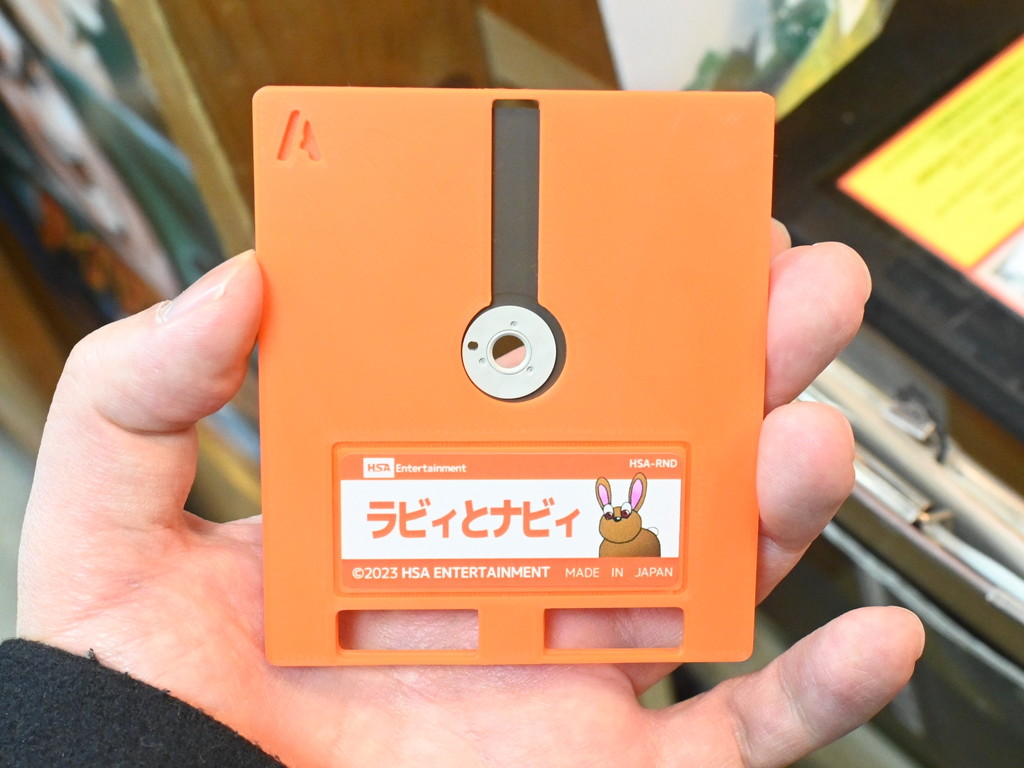 A
HSA Entertainment
HSA-RND
ラビィとナビィ
©2023 HSA ENTERTAINMENT MADE IN JAPAN